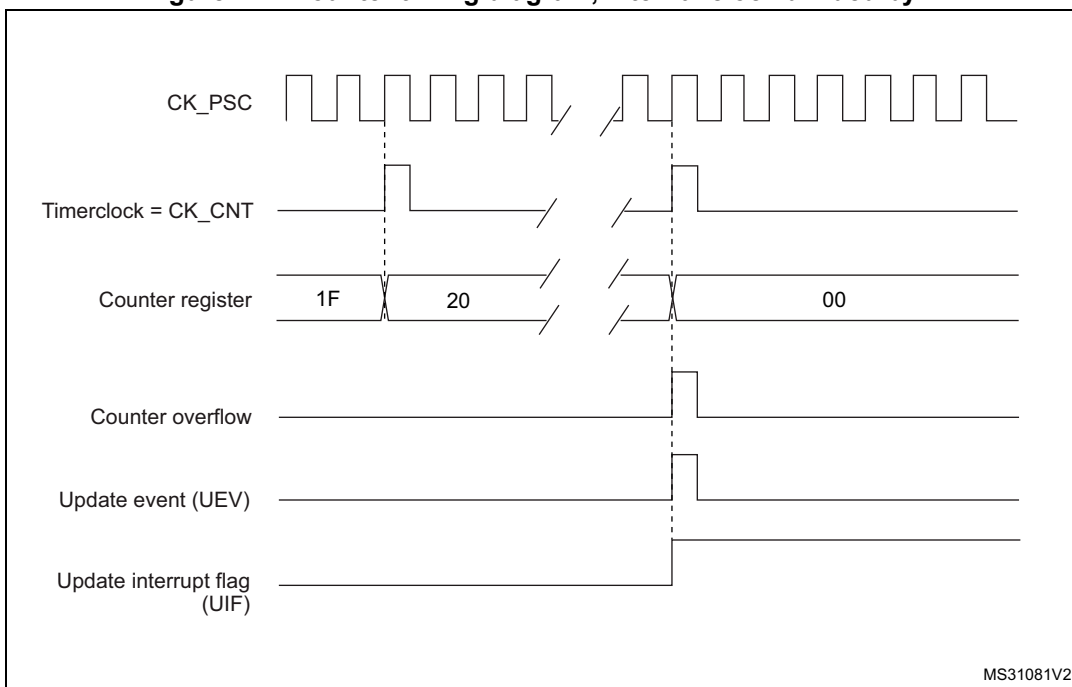 CK_PSC
Timerclock = CK_CNT
Counter register
1F
20
00
Counter overflow
Update event (UEV)
Update interrupt flag
(UIF)
MS31081V2